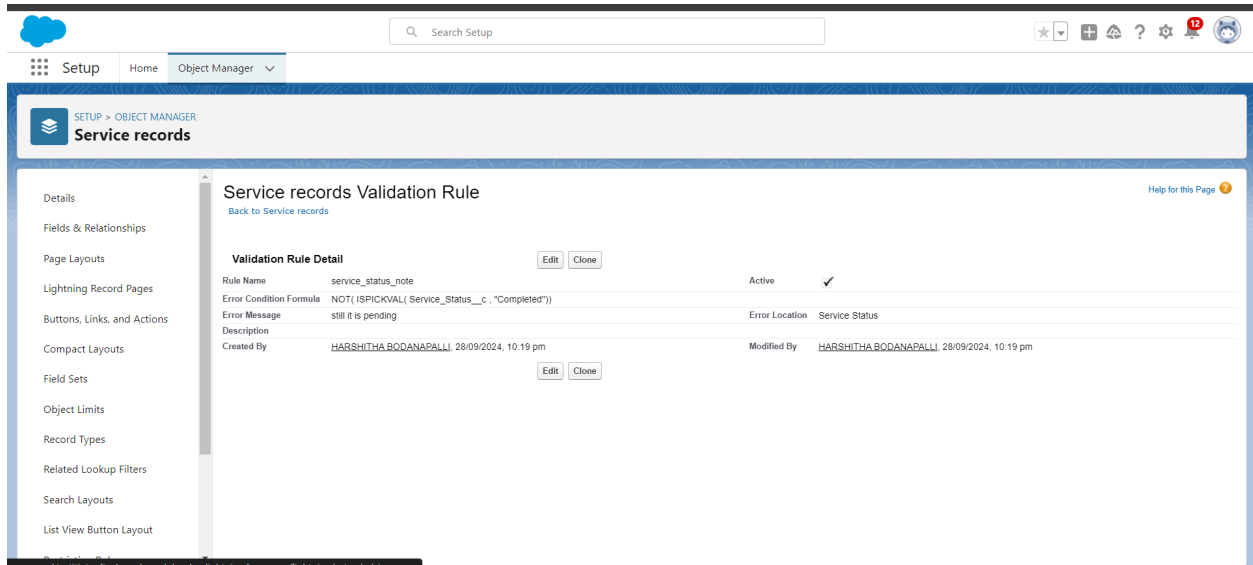 Search Setup
12
Setup Home Object Manager
SETUP > OBJECT MANAGER
Service records
Details
Fields & Relationships
Page Layouts
Lightning Record Pages
Buttons, Links, and Actions
Compact Layouts
Field Sets
Object Limits
Record Types
Related Lookup Filters
Search Layouts
List View Button Layout
Service records Validation Rule
Help for this Page
Back to Service records
Validation Rule Detail Edit Clone
Rule Name service_status_note Active
Error Condition Formula NOT( ISPICKVAL( Service_Status__c , "Completed"))
Error Message still it is pending Error Location Service Status
Description
Created By HARSHITHA BODANAPALLI, 28/09/2024, 10:19 pm Modified By HARSHITHA BODANAPALLI, 28/09/2024, 10:19 pm
Edit Clone